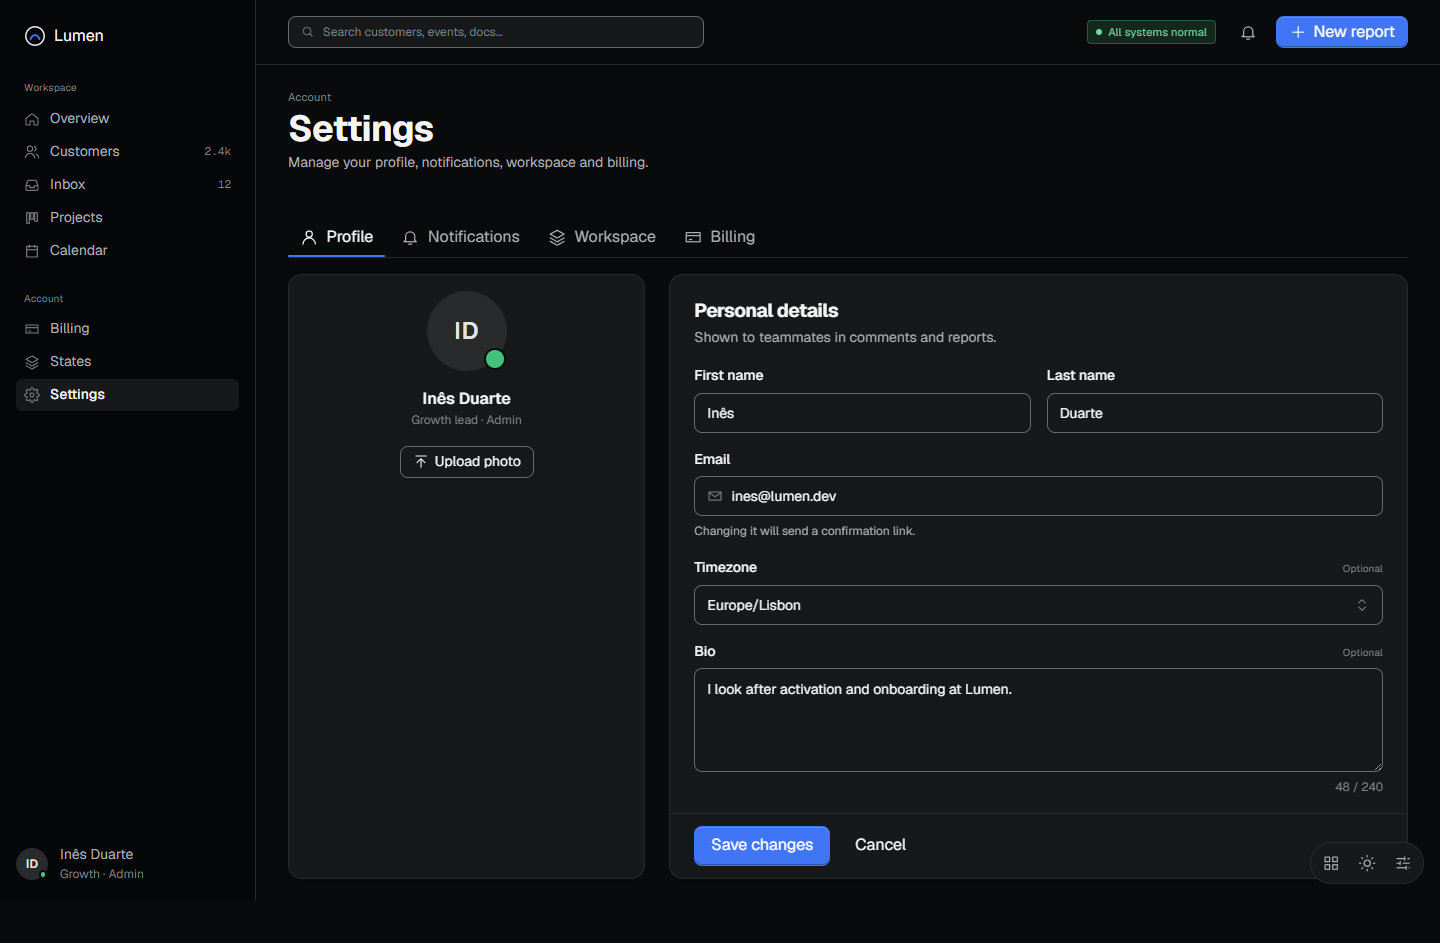 Lumen
Search customers, events, docs...
All systems normal
New report
Workspace
Overview
Customers 2.4k
Inbox 12
Projects
Calendar
Account
Billing
States
Settings
Inês Duarte
Growth · Admin
ID
Account
Settings
Manage your profile, notifications, workspace and billing.
Profile Notifications Workspace Billing
ID
Inês Duarte
Growth lead · Admin
Upload photo
Personal details
Shown to teammates in comments and reports.
First name Last name
Inês Duarte
Email
ines@lumen.dev
Changing it will send a confirmation link.
Timezone Optional
Europe/Lisbon
Bio Optional
I look after activation and onboarding at Lumen.
48 / 240
Save changes Cancel